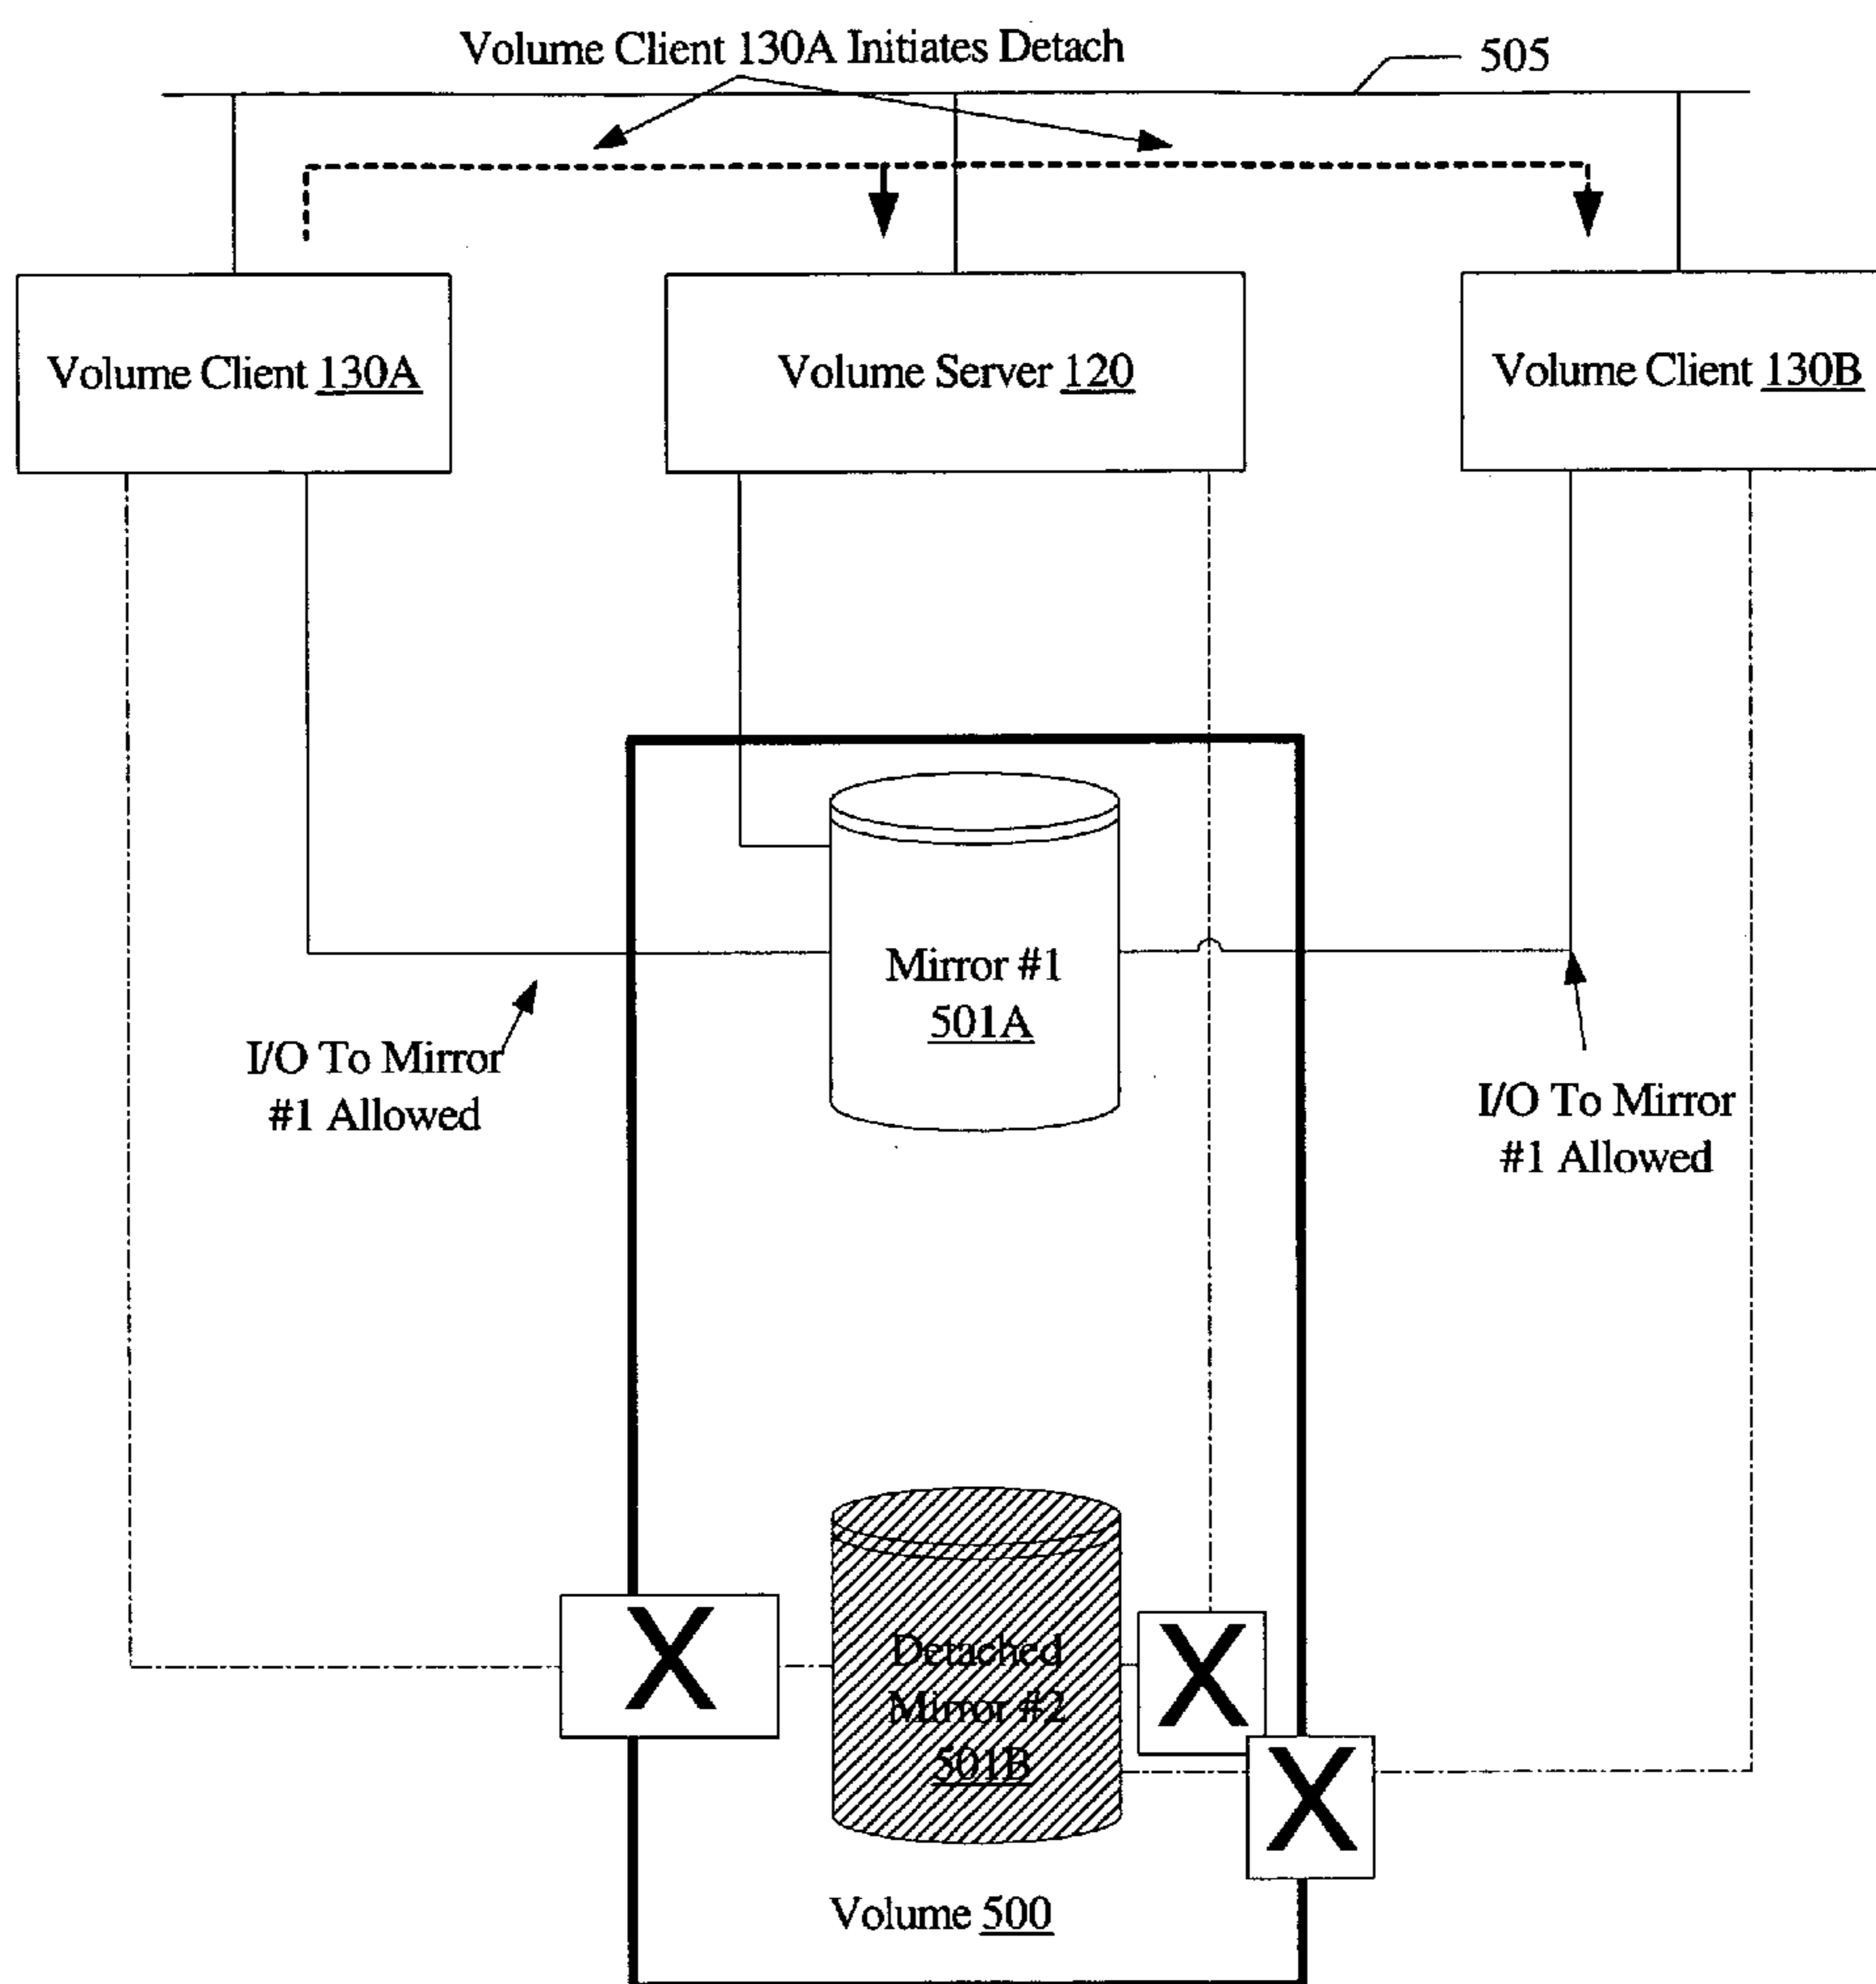 Volume Client 130A Initiates Detach
505
Volume Client 130A
Volume Server 120
Volume Client 130B
Mirror #1
501A
I/O To Mirror
#1 Allowed
I/O To Mirror
#1 Allowed
X
X
X
Detached
Mirror #2
501B
Volume 500